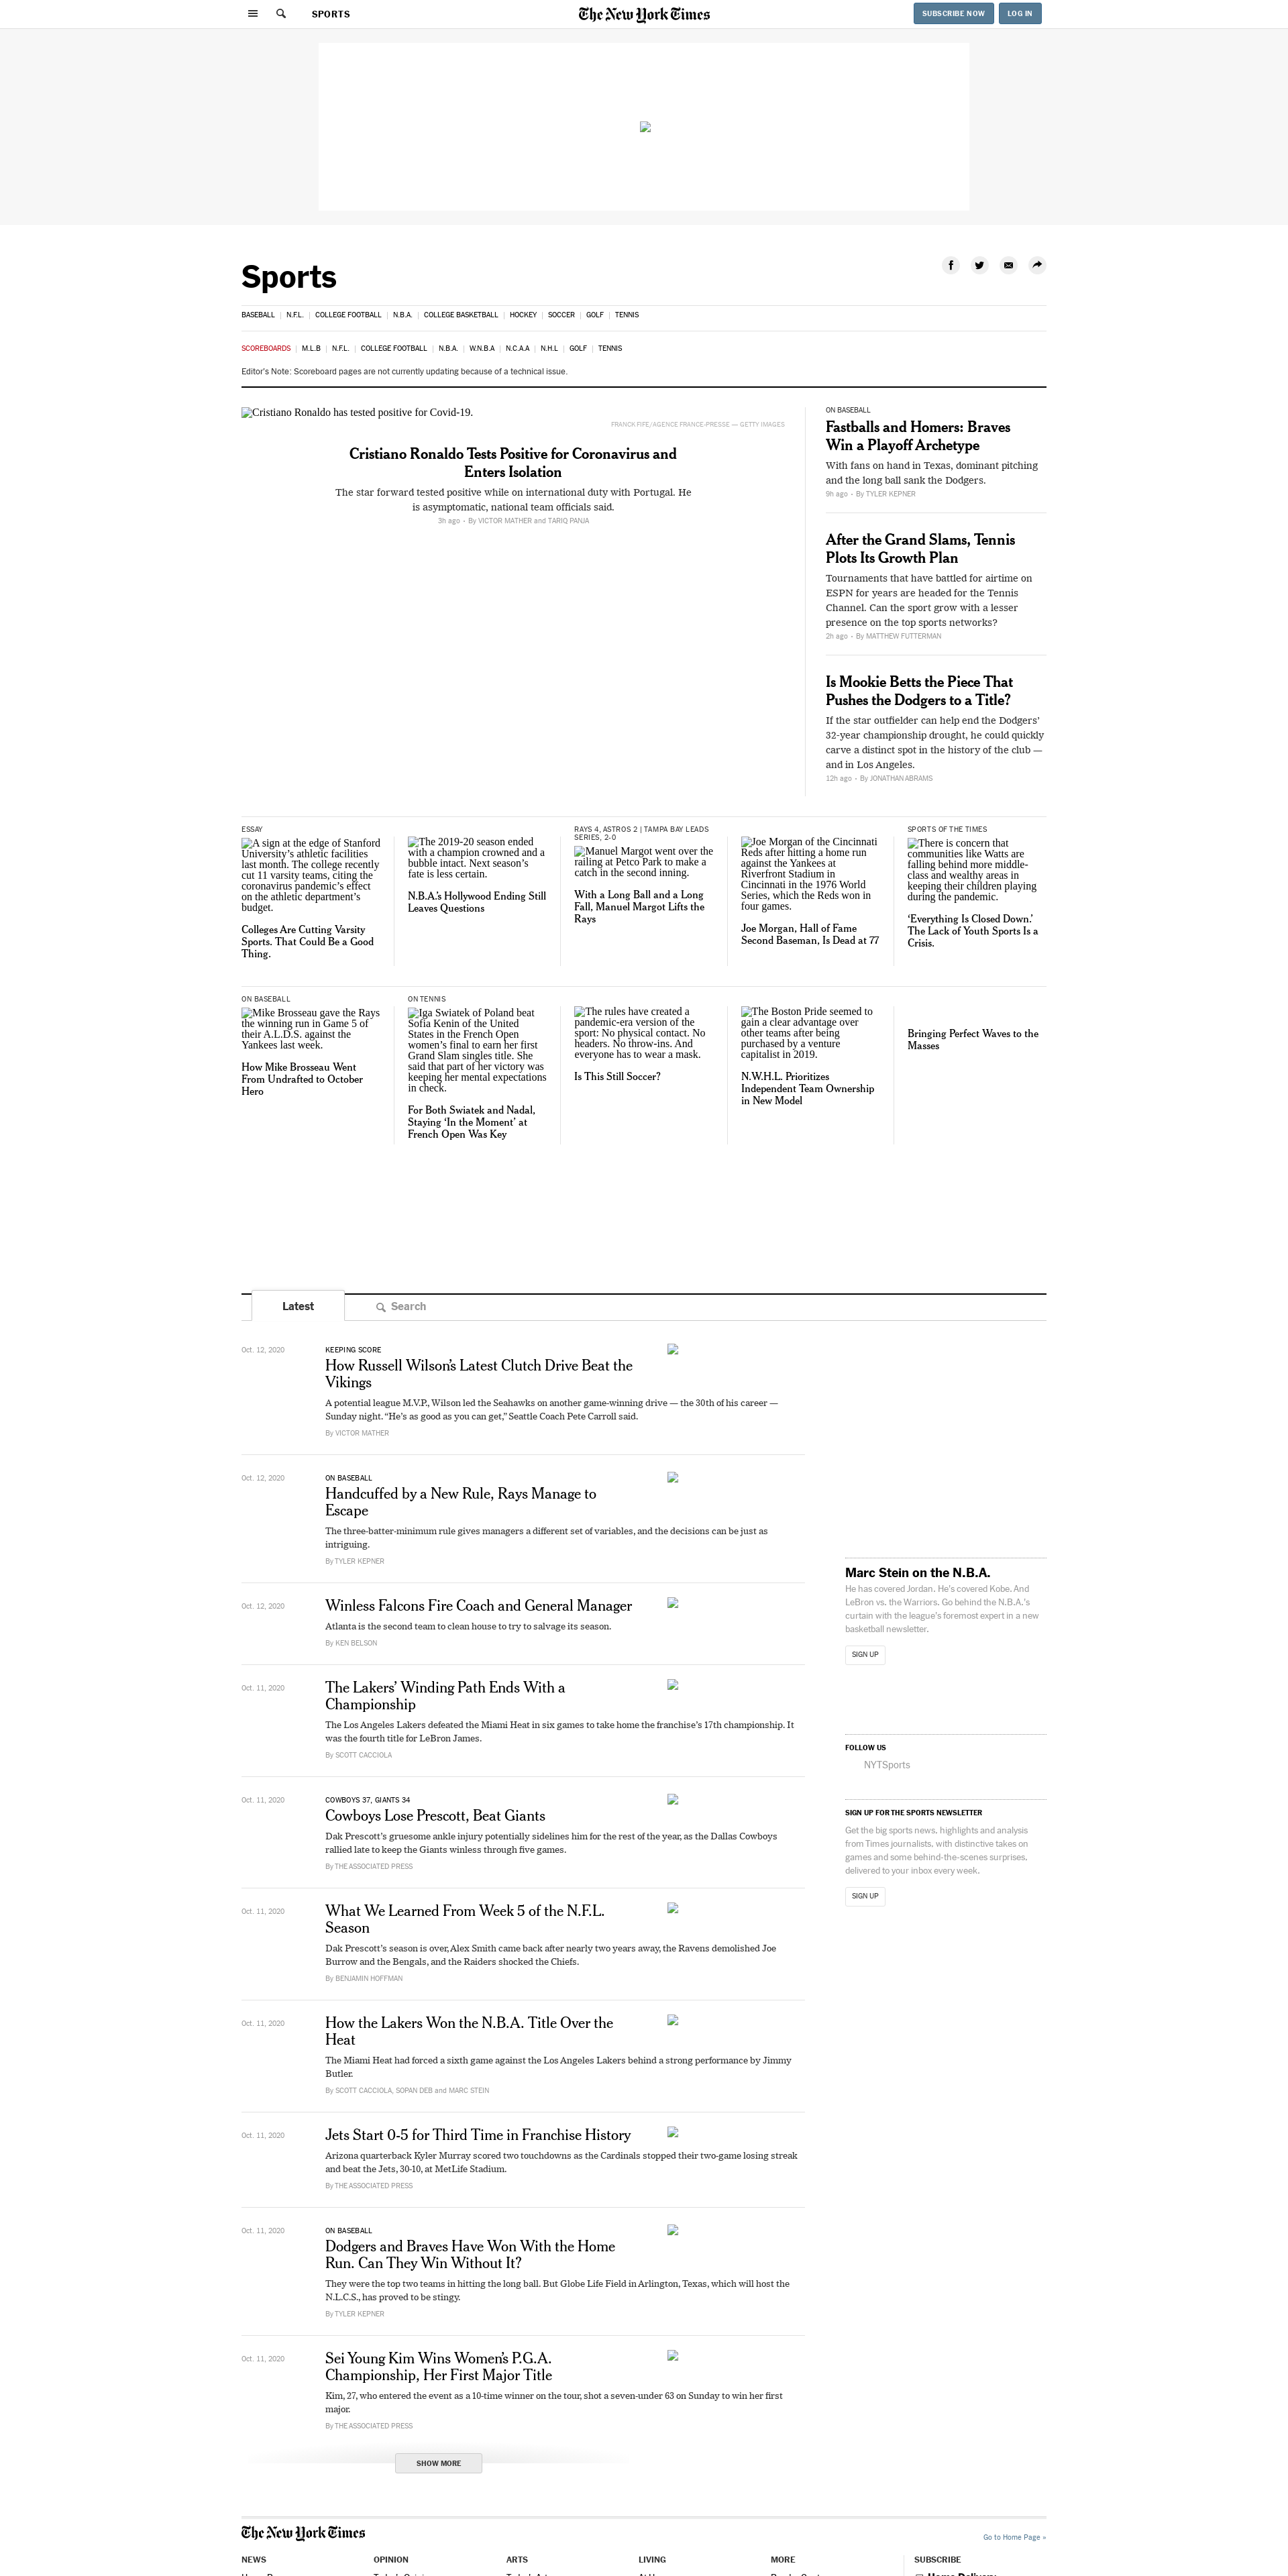 SPORTS
The New York Times
SUBSCRIBE NOW
LOG IN
Sports
BASEBALL
N.F.L.
COLLEGE FOOTBALL
N.B.A.
COLLEGE BASKETBALL
HOCKEY
SOCCER
GOLF
TENNIS
SCOREBOARDS
M.L.B
N.F.L.
COLLEGE FOOTBALL
N.B.A.
W.N.B.A
N.C.A.A
N.H.L
GOLF
TENNIS
Editor's Note: Scoreboard pages are not currently updating because of a technical issue.
Cristiano Ronaldo has tested positive for Covid-19.
FRANCK FIFE/AGENCE FRANCE-PRESSE — GETTY IMAGES
Cristiano Ronaldo Tests Positive for Coronavirus and
Enters Isolation
The star forward tested positive while on international duty with Portugal. He
is asymptomatic, national team officials said.
3h ago • By VICTOR MATHER and TARIQ PANJA
ON BASEBALL
Fastballs and Homers: Braves
Win a Playoff Archetype
With fans on hand in Texas, dominant pitching
and the long ball sank the Dodgers.
9h ago • By TYLER KEPNER
After the Grand Slams, Tennis
Plots Its Growth Plan
Tournaments that have battled for airtime on
ESPN for years are headed for the Tennis
Channel. Can the sport grow with a lesser
presence on the top sports networks?
2h ago • By MATTHEW FUTTERMAN
Is Mookie Betts the Piece That
Pushes the Dodgers to a Title?
If the star outfielder can help end the Dodgers'
32-year championship drought, he could quickly
carve a distinct spot in the history of the club —
and in Los Angeles.
12h ago • By JONATHAN ABRAMS
ESSAY
A sign at the edge of Stanford
University’s athletic facilities
last month. The college recently
cut 11 varsity teams, citing the
coronavirus pandemic’s effect
on the athletic department’s
budget.
Colleges Are Cutting Varsity
Sports. That Could Be a Good
Thing.
The 2019-20 season ended
with a champion crowned and a
bubble intact. Next season’s
fate is less certain.
N.B.A.’s Hollywood Ending Still
Leaves Questions
RAYS 4, ASTROS 2 | TAMPA BAY LEADS
SERIES, 2-0
Manuel Margot went over the
railing at Petco Park to make a
catch in the second inning.
With a Long Ball and a Long
Fall, Manuel Margot Lifts the
Rays
Joe Morgan of the Cincinnati
Reds after hitting a home run
against the Yankees at
Riverfront Stadium in
Cincinnati in the 1976 World
Series, which the Reds won in
four games.
Joe Morgan, Hall of Fame
Second Baseman, Is Dead at 77
SPORTS OF THE TIMES
There is concern that
communities like Watts are
falling behind more middle-
class and wealthy areas in
keeping their children playing
during the pandemic.
‘Everything Is Closed Down.’
The Lack of Youth Sports Is a
Crisis.
ON BASEBALL
Mike Brosseau gave the Rays
the winning run in Game 5 of
their A.L.D.S. against the
Yankees last week.
How Mike Brosseau Went
From Undrafted to October
Hero
ON TENNIS
Iga Swiatek of Poland beat
Sofia Kenin of the United
States in the French Open
women’s final to earn her first
Grand Slam singles title. She
said that part of her victory was
keeping her mental expectations
in check.
For Both Swiatek and Nadal,
Staying ‘In the Moment’ at
French Open Was Key
The rules have created a
pandemic-era version of the
sport: No physical contact. No
headers. No throw-ins. And
everyone has to wear a mask.
Is This Still Soccer?
The Boston Pride seemed to
gain a clear advantage over
other teams after being
purchased by a venture
capitalist in 2019.
N.W.H.L. Prioritizes
Independent Team Ownership
in New Model
Bringing Perfect Waves to the
Masses
Latest
Search
Oct. 12, 2020
KEEPING SCORE
How Russell Wilson’s Latest Clutch Drive Beat the
Vikings
A potential league M.V.P., Wilson led the Seahawks on another game-winning drive — the 30th of his career —
Sunday night. “He’s as good as you can get,” Seattle Coach Pete Carroll said.
By VICTOR MATHER
Oct. 12, 2020
ON BASEBALL
Handcuffed by a New Rule, Rays Manage to
Escape
The three-batter-minimum rule gives managers a different set of variables, and the decisions can be just as
intriguing.
By TYLER KEPNER
Oct. 12, 2020
Winless Falcons Fire Coach and General Manager
Atlanta is the second team to clean house to try to salvage its season.
By KEN BELSON
Oct. 11, 2020
The Lakers’ Winding Path Ends With a
Championship
The Los Angeles Lakers defeated the Miami Heat in six games to take home the franchise’s 17th championship. It
was the fourth title for LeBron James.
By SCOTT CACCIOLA
Oct. 11, 2020
COWBOYS 37, GIANTS 34
Cowboys Lose Prescott, Beat Giants
Dak Prescott’s gruesome ankle injury potentially sidelines him for the rest of the year, as the Dallas Cowboys
rallied late to keep the Giants winless through five games.
By THE ASSOCIATED PRESS
Oct. 11, 2020
What We Learned From Week 5 of the N.F.L.
Season
Dak Prescott’s season is over, Alex Smith came back after nearly two years away, the Ravens demolished Joe
Burrow and the Bengals, and the Raiders shocked the Chiefs.
By BENJAMIN HOFFMAN
Oct. 11, 2020
How the Lakers Won the N.B.A. Title Over the
Heat
The Miami Heat had forced a sixth game against the Los Angeles Lakers behind a strong performance by Jimmy
Butler.
By SCOTT CACCIOLA, SOPAN DEB and MARC STEIN
Oct. 11, 2020
Jets Start 0-5 for Third Time in Franchise History
Arizona quarterback Kyler Murray scored two touchdowns as the Cardinals stopped their two-game losing streak
and beat the Jets, 30-10, at MetLife Stadium.
By THE ASSOCIATED PRESS
Oct. 11, 2020
ON BASEBALL
Dodgers and Braves Have Won With the Home
Run. Can They Win Without It?
They were the top two teams in hitting the long ball. But Globe Life Field in Arlington, Texas, which will host the
N.L.C.S., has proved to be stingy.
By TYLER KEPNER
Oct. 11, 2020
Sei Young Kim Wins Women’s P.G.A.
Championship, Her First Major Title
Kim, 27, who entered the event as a 10-time winner on the tour, shot a seven-under 63 on Sunday to win her first
major.
By THE ASSOCIATED PRESS
SHOW MORE
Marc Stein on the N.B.A.
He has covered Jordan. He's covered Kobe. And
LeBron vs. the Warriors. Go behind the N.B.A.'s
curtain with the league's foremost expert in a new
basketball newsletter.
SIGN UP
FOLLOW US
NYTSports
SIGN UP FOR THE SPORTS NEWSLETTER
Get the big sports news, highlights and analysis
from Times journalists, with distinctive takes on
games and some behind-the-scenes surprises,
delivered to your inbox every week.
SIGN UP
The New York Times
Go to Home Page »
NEWS
OPINION
ARTS
LIVING
MORE
SUBSCRIBE